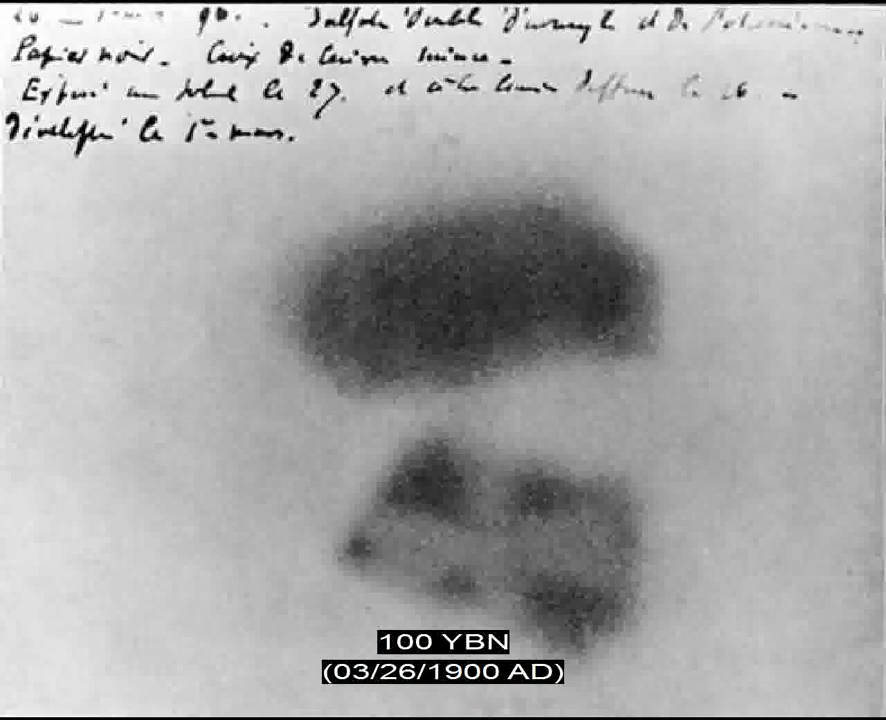 96. Sulfate double d'uranyle et de Potassium
Papier noir. Croix de Cuivre mince.
Exposé au soleil le 27. et à la lumière diffuse le 26.
Développé le 1er mars.
100 YBN
(03/26/1900 AD)